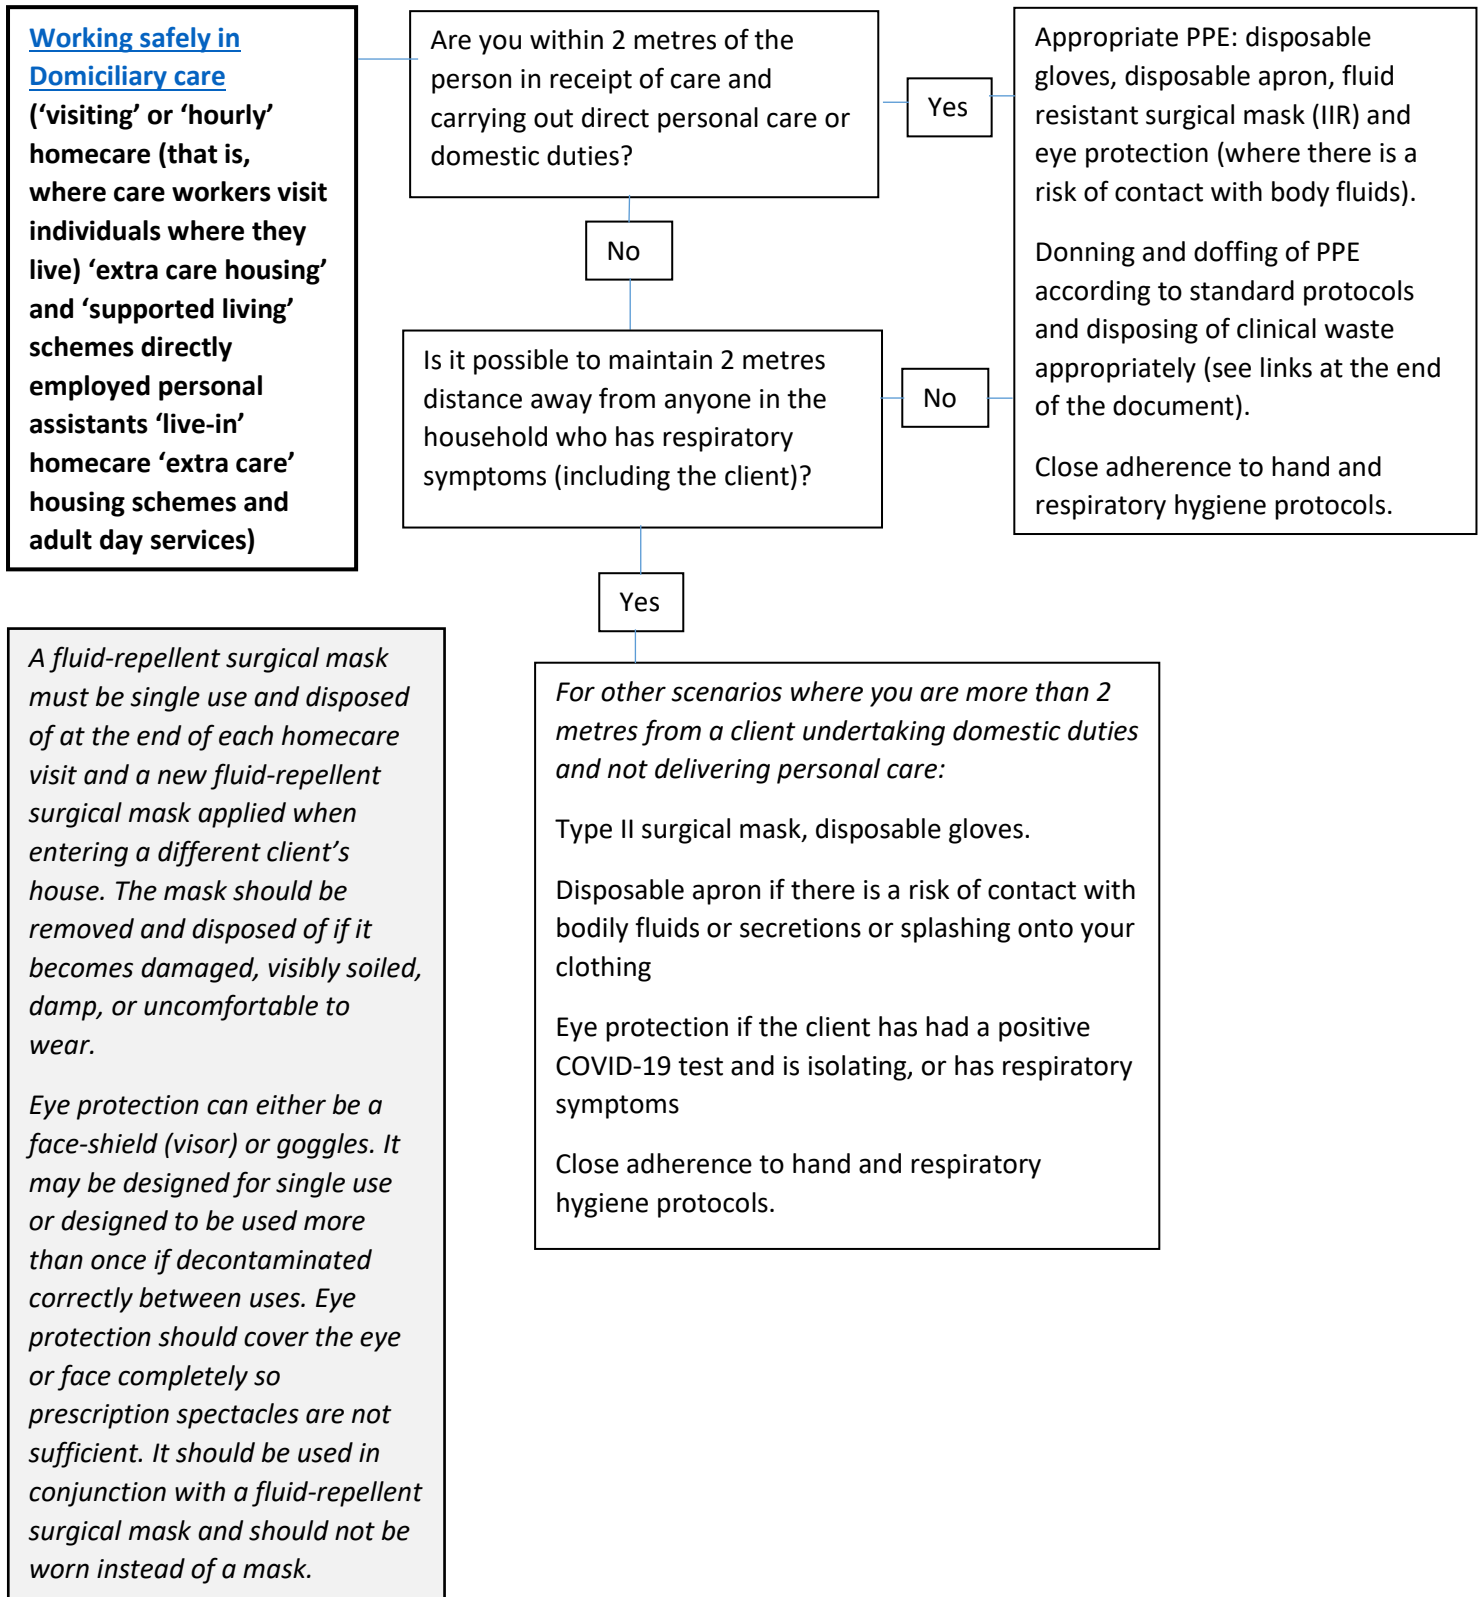 Working safely in
Domiciliary care
(‘visiting’ or ‘hourly’
homecare (that is,
where care workers visit
individuals where they
live) ‘extra care housing’
and ‘supported living’
schemes directly
employed personal
assistants ‘live-in’
homecare ‘extra care’
housing schemes and
adult day services)
Are you within 2 metres of the
person in receipt of care and
carrying out direct personal care or
domestic duties?
Yes
Appropriate PPE: disposable
gloves, disposable apron, fluid
resistant surgical mask (IIR) and
eye protection (where there is a
risk of contact with body fluids).
Donning and doffing of PPE
according to standard protocols
and disposing of clinical waste
appropriately (see links at the end
of the document).
Close adherence to hand and
respiratory hygiene protocols.
No
Is it possible to maintain 2 metres
distance away from anyone in the
household who has respiratory
symptoms (including the client)?
No
Yes
For other scenarios where you are more than 2
metres from a client undertaking domestic duties
and not delivering personal care:
Type II surgical mask, disposable gloves.
Disposable apron if there is a risk of contact with
bodily fluids or secretions or splashing onto your
clothing
Eye protection if the client has had a positive
COVID-19 test and is isolating, or has respiratory
symptoms
Close adherence to hand and respiratory
hygiene protocols.
A fluid-repellent surgical mask
must be single use and disposed
of at the end of each homecare
visit and a new fluid-repellent
surgical mask applied when
entering a different client’s
house. The mask should be
removed and disposed of if it
becomes damaged, visibly soiled,
damp, or uncomfortable to
wear.
Eye protection can either be a
face-shield (visor) or goggles. It
may be designed for single use
or designed to be used more
than once if decontaminated
correctly between uses. Eye
protection should cover the eye
or face completely so
prescription spectacles are not
sufficient. It should be used in
conjunction with a fluid-repellent
surgical mask and should not be
worn instead of a mask.